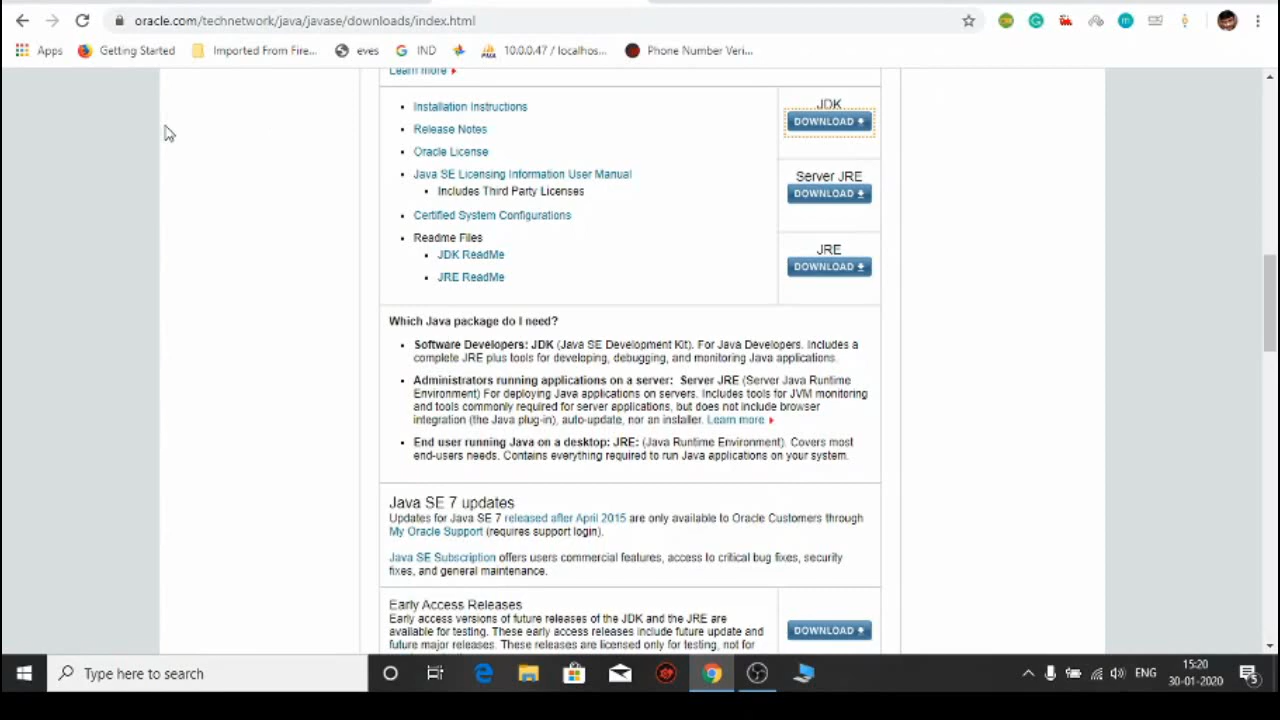 oracle.com/technetwork/java/javase/downloads/index.html
Apps Getting Started Imported From Fire... eves IND 10.0.0.47 / localhos... Phone Number Veri...
Learn more
Installation Instructions
Release Notes
Oracle License
Java SE Licensing Information User Manual
Includes Third Party Licenses
Certified System Configurations
Readme Files
JDK ReadMe
JRE ReadMe
JDK
DOWNLOAD
Server JRE
DOWNLOAD
JRE
DOWNLOAD
Which Java package do I need?
Software Developers: JDK (Java SE Development Kit). For Java Developers. Includes a
complete JRE plus tools for developing, debugging, and monitoring Java applications.
Administrators running applications on a server: Server JRE (Server Java Runtime
Environment) For deploying Java applications on servers. Includes tools for JVM monitoring
and tools commonly required for server applications, but does not include browser
integration (the Java plug-in), auto-update, nor an installer. Learn more
End user running Java on a desktop: JRE: (Java Runtime Environment). Covers most
end-users needs. Contains everything required to run Java applications on your system.
Java SE 7 updates
Updates for Java SE 7 released after April 2015 are only available to Oracle Customers through
My Oracle Support (requires support login).
Java SE Subscription offers users commercial features, access to critical bug fixes, security
fixes, and general maintenance.
Early Access Releases
Early access versions of future releases of the JDK and the JRE are
available for testing. These early access releases include future update and
future major releases. These releases are licensed only for testing, not for
DOWNLOAD
Type here to search
ENG
15:20
30-01-2020
5